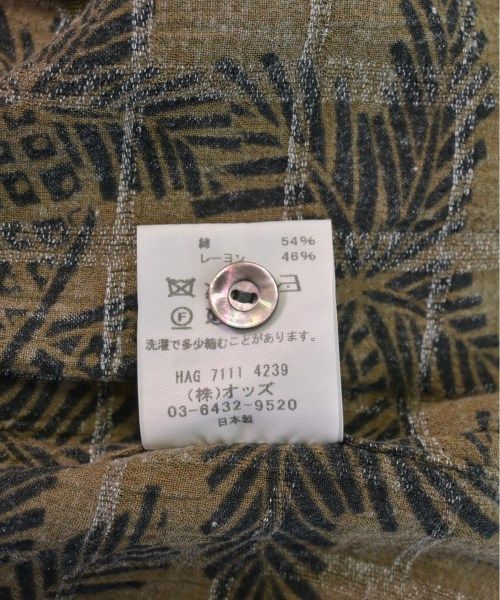 綿 54%
レーヨン 46%
F
洗濯で多少縮むことがあります。
HAG 7111 4239
(株)オッズ
03-6432-9520
日本製